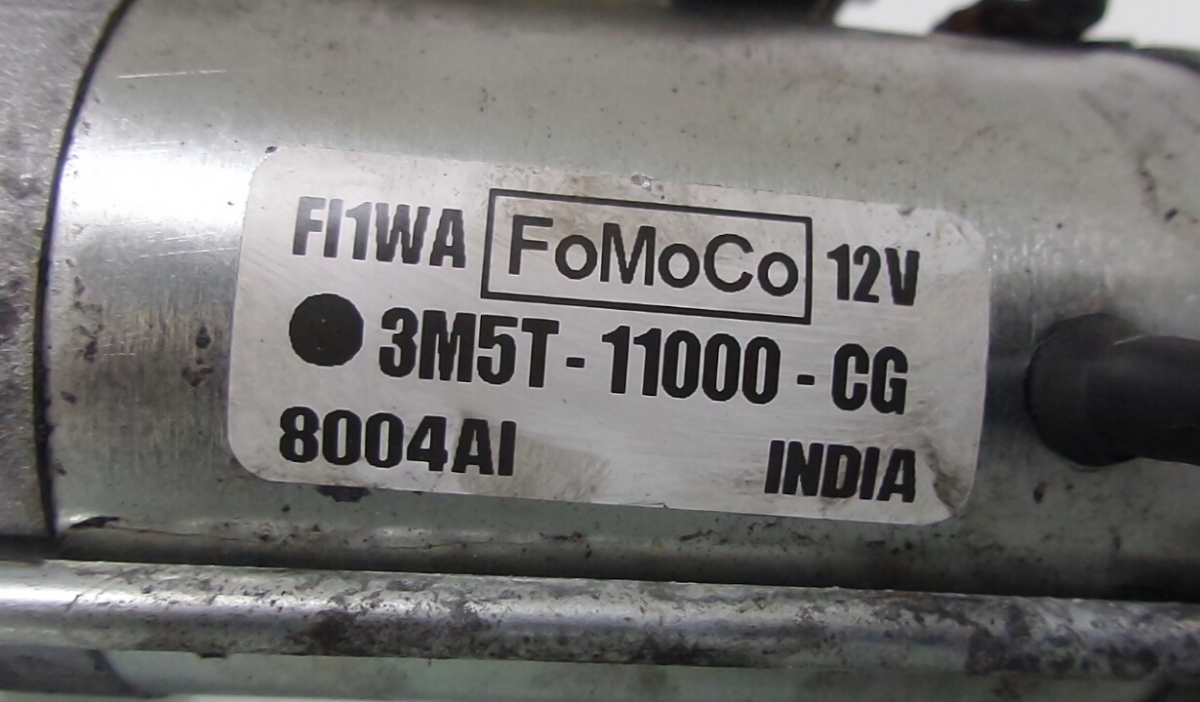 FI1WA FoMoCo 12V
3M5T - 11000 - CG
8004AI INDIA